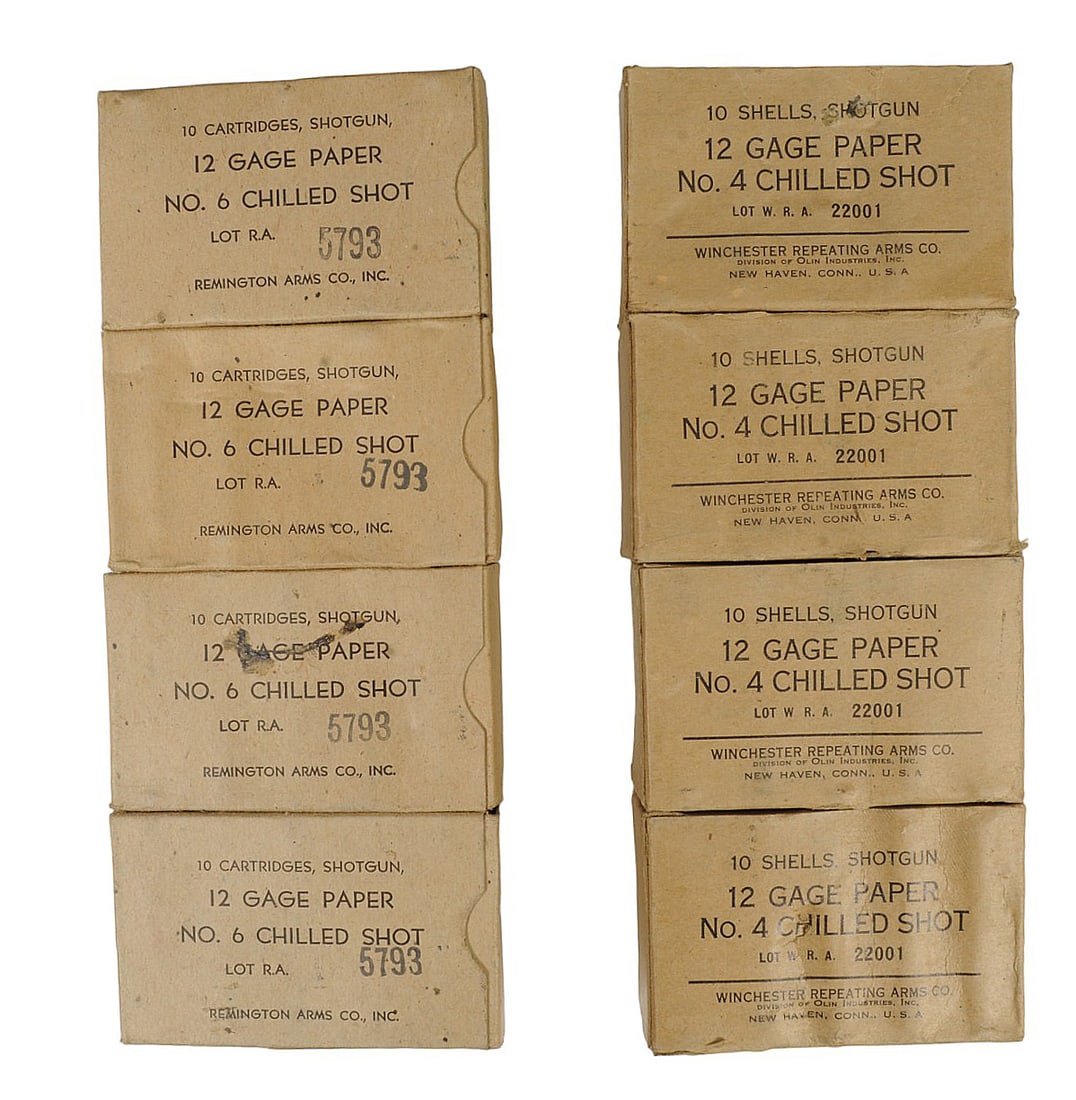 10 CARTRIDGES, SHOTGUN,
12 GAGE PAPER
NO. 6 CHILLED SHOT
LOT R.A. 5793
REMINGTON ARMS CO., INC.
10 CARTRIDGES, SHOTGUN,
12 GAGE PAPER
NO. 6 CHILLED SHOT
LOT R.A. 5793
REMINGTON ARMS CO., INC.
10 CARTRIDGES, SHOTGUN,
12 GAGE PAPER
NO. 6 CHILLED SHOT
LOT R.A. 5793
REMINGTON ARMS CO., INC.
10 CARTRIDGES, SHOTGUN,
12 GAGE PAPER
NO. 6 CHILLED SHOT
LOT R.A. 5793
REMINGTON ARMS CO., INC.
10 SHELLS, SHOTGUN
12 GAGE PAPER
No. 4 CHILLED SHOT
LOT W. R. A. 22001
WINCHESTER REPEATING ARMS CO.
DIVISION OF OLIN INDUSTRIES, INC.
NEW HAVEN, CONN., U. S. A
10 SHELLS, SHOTGUN
12 GAGE PAPER
No. 4 CHILLED SHOT
LOT W. R. A. 22001
WINCHESTER REPEATING ARMS CO.
DIVISION OF OLIN INDUSTRIES, INC.
NEW HAVEN, CONN. U. S. A
10 SHELLS, SHOTGUN
12 GAGE PAPER
No. 4 CHILLED SHOT
LOT W R. A. 22001
WINCHESTER REPEATING ARMS CO.
DIVISION OF OLIN INDUSTRIES, INC.
NEW HAVEN, CONN., U. S. A
10 SHELLS, SHOTGUN
12 GAGE PAPER
No. 4 CHILLED SHOT
LOT W R. A. 22001
WINCHESTER REPEATING ARMS CO.
DIVISION OF OLIN INDUSTRIES, INC.
NEW HAVEN, CONN., U. S. A